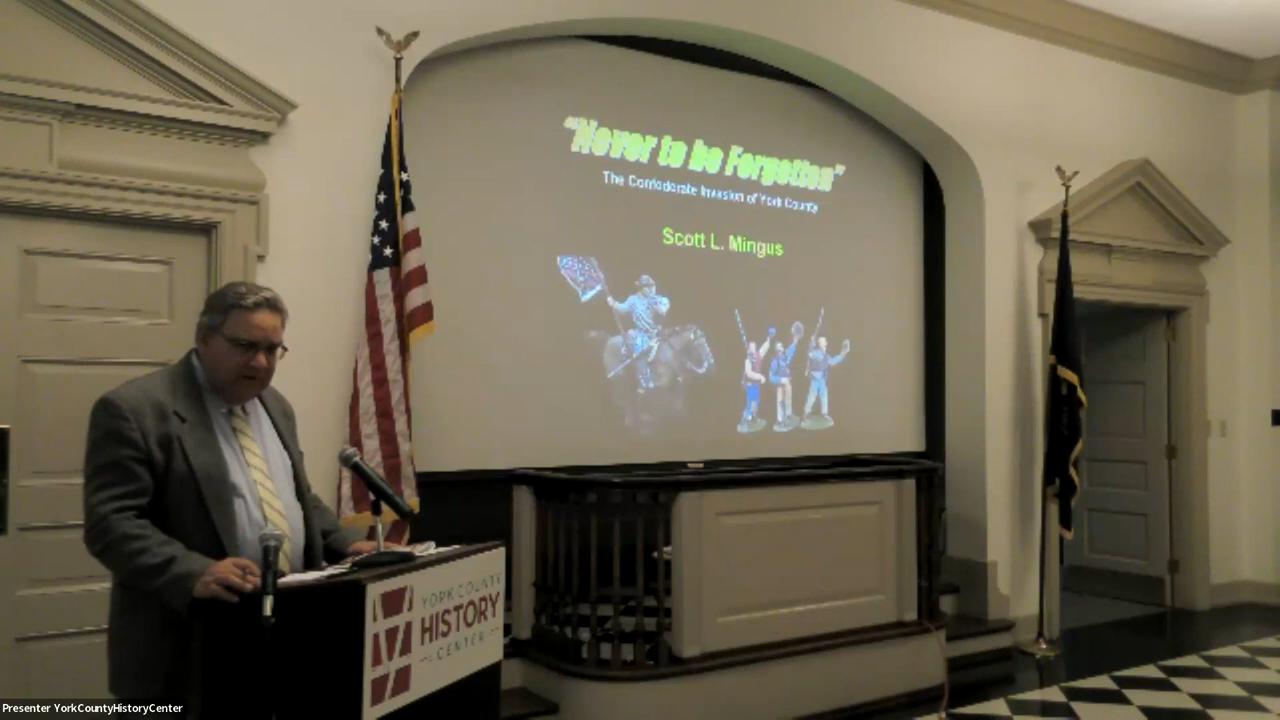 "Never to be Forgotten"
The Confederate Invasion of York County
Scott L. Mingus
YORK COUNTY
HISTORY
CENTER
Presenter YorkCountyHistoryCenter